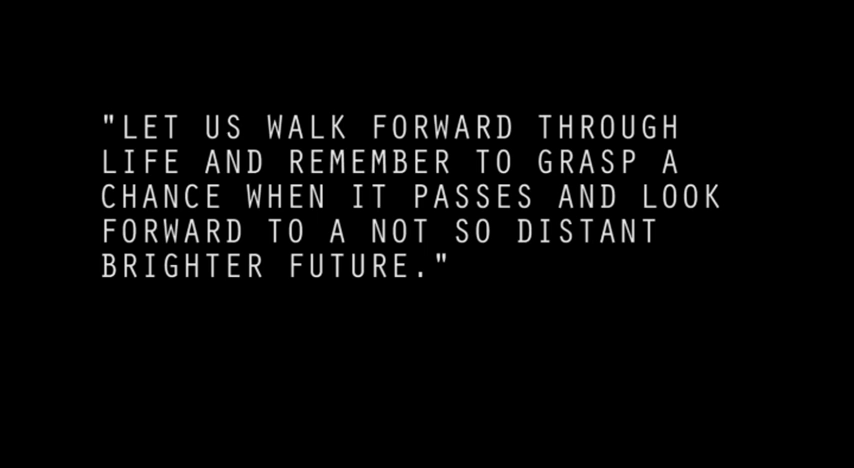 "LET US WALK FORWARD THROUGH
LIFE AND REMEMBER TO GRASP A
CHANCE WHEN IT PASSES AND LOOK
FORWARD TO A NOT SO DISTANT
BRIGHTER FUTURE."